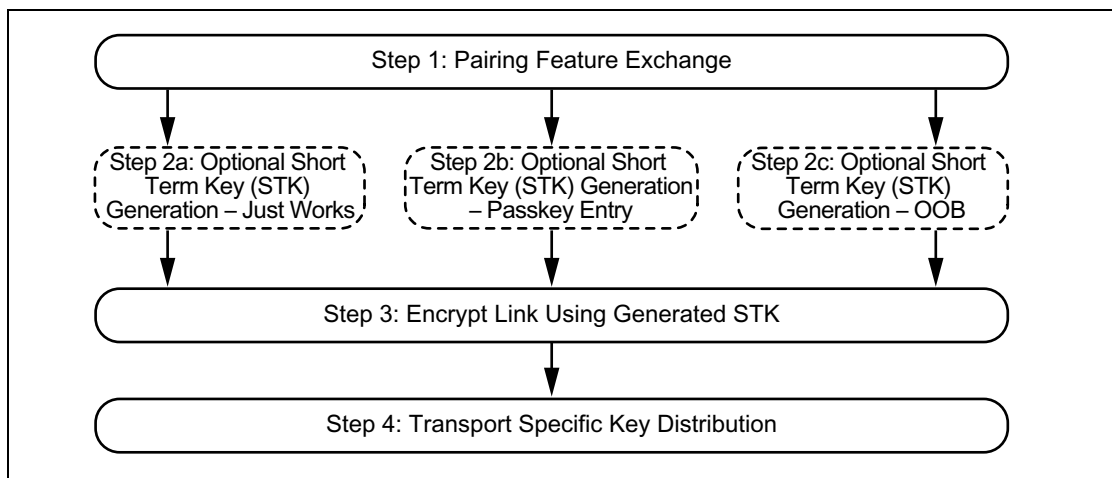 Step 1: Pairing Feature Exchange
Step 2a: Optional Short
Term Key (STK)
Generation – Just Works
Step 2b: Optional Short
Term Key (STK) Generation
– Passkey Entry
Step 2c: Optional Short
Term Key (STK)
Generation – OOB
Step 3: Encrypt Link Using Generated STK
Step 4: Transport Specific Key Distribution